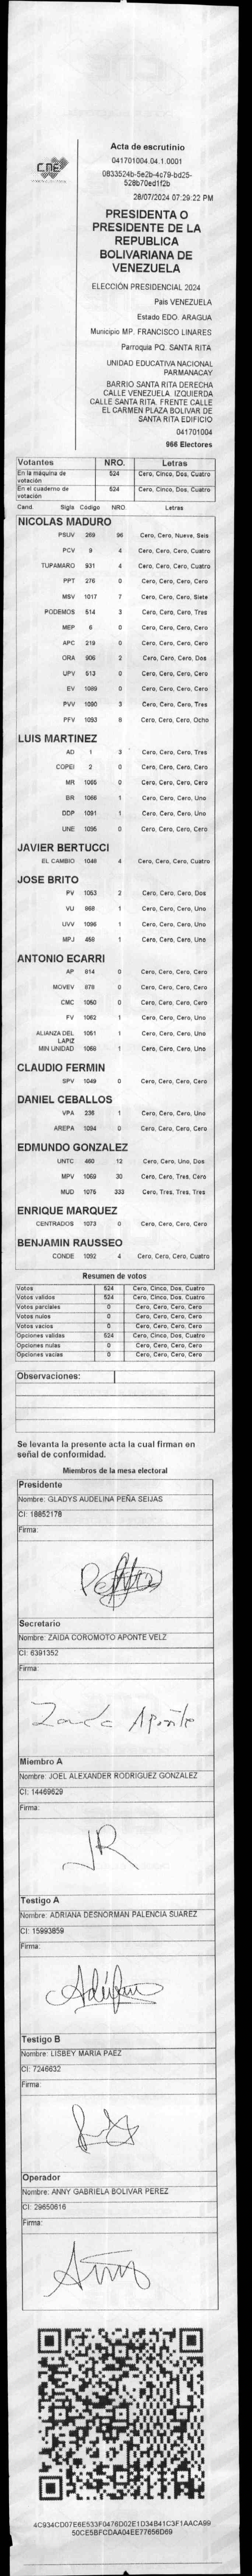 CNE
Acta de escrutinio
041701004.04.1.0001
0833524b-5e2b-4c79-bd25-
528b70ed1f2b
28/07/2024 07:29:22 PM
PRESIDENTA O
PRESIDENTE DE LA
REPUBLICA
BOLIVARIANA DE
VENEZUELA
ELECCIÓN PRESIDENCIAL 2024
Pais VENEZUELA
Estado EDO. ARAGUA
Municipio MP. FRANCISCO LINARES
Parroquia PQ. SANTA RITA
UNIDAD EDUCATIVA NACIONAL
PARMANACAY
BARRIO SANTA RITA DERECHA
CALLE VENEZUELA. IZQUIERDA
CALLE SANTA RITA. FRENTE CALLE
EL CARMEN PLAZA BOLIVAR DE
SANTA RITA EDIFICIO
041701004
966 Electores
Votantes NRO. Letras
En la máquina de votación 524 Cero, Cinco, Dos, Cuatro
En el cuaderno de votación 524 Cero, Cinco, Dos, Cuatro
Cand. Sigla Código NRO. Letras
NICOLAS MADURO
PSUV 269 96 Cero, Cero, Nueve, Seis
PCV 9 4 Cero, Cero, Cero, Cuatro
TUPAMARO 931 4 Cero, Cero, Cero, Cuatro
PPT 276 0 Cero, Cero, Cero, Cero
MSV 1017 7 Cero, Cero, Cero, Siete
PODEMOS 514 3 Cero, Cero, Cero, Tres
MEP 6 0 Cero, Cero, Cero, Cero
APC 219 0 Cero, Cero, Cero, Cero
ORA 906 2 Cero, Cero, Cero, Dos
UPV 613 0 Cero, Cero, Cero, Cero
EV 1089 0 Cero, Cero, Cero, Cero
PVV 1090 3 Cero, Cero, Cero, Tres
PFV 1093 8 Cero, Cero, Cero, Ocho
LUIS MARTINEZ
AD 1 3 Cero, Cero, Cero, Tres
COPEI 2 0 Cero, Cero, Cero, Cero
MR 1065 0 Cero, Cero, Cero, Cero
BR 1066 1 Cero, Cero, Cero, Uno
DDP 1091 1 Cero, Cero, Cero, Uno
UNE 1095 0 Cero, Cero, Cero, Cero
JAVIER BERTUCCI
EL CAMBIO 1048 4 Cero, Cero, Cero, Cuatro
JOSE BRITO
PV 1053 2 Cero, Cero, Cero, Dos
VU 868 1 Cero, Cero, Cero, Uno
UVV 1096 1 Cero, Cero, Cero, Uno
MPJ 459 1 Cero, Cero, Cero, Uno
ANTONIO ECARRI
AP 814 0 Cero, Cero, Cero, Cero
MOVEV 878 0 Cero, Cero, Cero, Cero
CMC 1050 0 Cero, Cero, Cero, Cero
FV 1062 1 Cero, Cero, Cero, Uno
ALIANZA DEL LAPIZ 1051 1 Cero, Cero, Cero, Uno
MIN UNIDAD 1068 1 Cero, Cero, Cero, Uno
CLAUDIO FERMIN
SPV 1049 0 Cero, Cero, Cero, Cero
DANIEL CEBALLOS
VPA 236 1 Cero, Cero, Cero, Uno
AREPA 1094 0 Cero, Cero, Cero, Cero
EDMUNDO GONZALEZ
UNTC 460 12 Cero, Cero, Uno, Dos
MPV 1069 30 Cero, Cero, Tres, Cero
MUD 1075 333 Cero, Tres, Tres, Tres
ENRIQUE MARQUEZ
CENTRADOS 1073 0 Cero, Cero, Cero, Cero
BENJAMIN RAUSSEO
CONDE 1092 4 Cero, Cero, Cero, Cuatro
Resumen de votos
Votos 524 Cero, Cinco, Dos, Cuatro
Votos validos 524 Cero, Cinco, Dos, Cuatro
Votos parciales 0 Cero, Cero, Cero, Cero
Votos nulos 0 Cero, Cero, Cero, Cero
Votos vacios 0 Cero, Cero, Cero, Cero
Opciones validas 524 Cero, Cinco, Dos, Cuatro
Opciones nulas 0 Cero, Cero, Cero, Cero
Opciones vacias 0 Cero, Cero, Cero, Cero
Observaciones:
Se levanta la presente acta la cual firman en
señal de conformidad.
Miembros de la mesa electoral
Presidente
Nombre: GLADYS AUDELINA PEÑA SEIJAS
CI: 18852178
Firma:
Secretario
Nombre: ZAIDA COROMOTO APONTE VELZ
CI: 6391352
Firma:
Zaida Aponte
Miembro A
Nombre: JOEL ALEXANDER RODRIGUEZ GONZALEZ
CI: 14469629
Firma:
JR
Testigo A
Nombre: ADRIANA DESNORMAN PALENCIA SUAREZ
CI: 15993859
Firma:
Testigo B
Nombre: LISBEY MARIA PAEZ
CI: 7246632
Firma:
Operador
Nombre: ANNY GABRIELA BOLIVAR PEREZ
CI: 29650616
Firma:
4C934CD07E6E533F0476D02E1D34B41C3F1AACA99
50CE5BFCDAA04EE77656D69